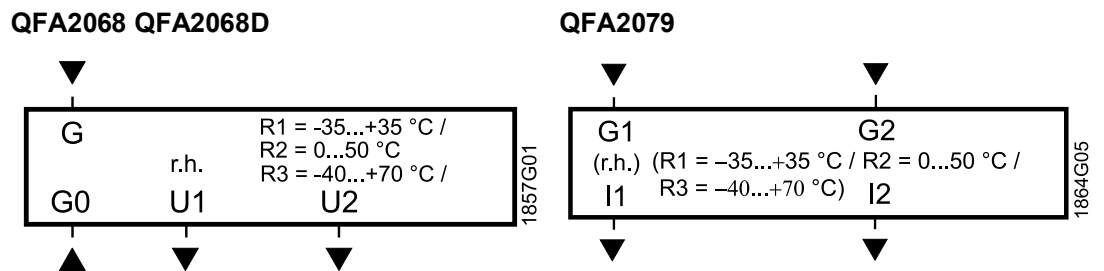 QFA2068 QFA2068D
G
R1 = -35...+35 °C /
R2 = 0...50 °C
R3 = -40...+70 °C /
r.h.
G0
U1
U2
1857G01
QFA2079
G1
G2
(r.h.) (R1 = –35...+35 °C / R2 = 0...50 °C /
R3 = –40...+70 °C)
I1
I2
1864G05